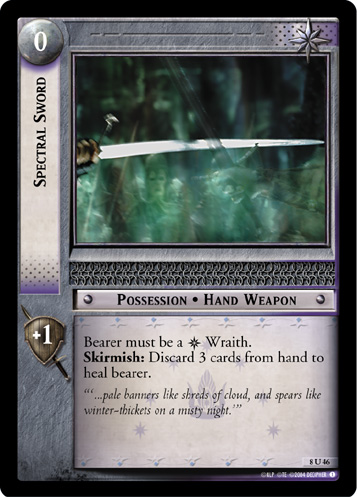 0
SPECTRAL SWORD
POSSESSION • HAND WEAPON
+1
Bearer must be a Wraith.
Skirmish: Discard 3 cards from hand to
heal bearer.
“‘...pale banners like shreds of cloud, and spears like
winter-thickets on a misty night.’”
8 U 46